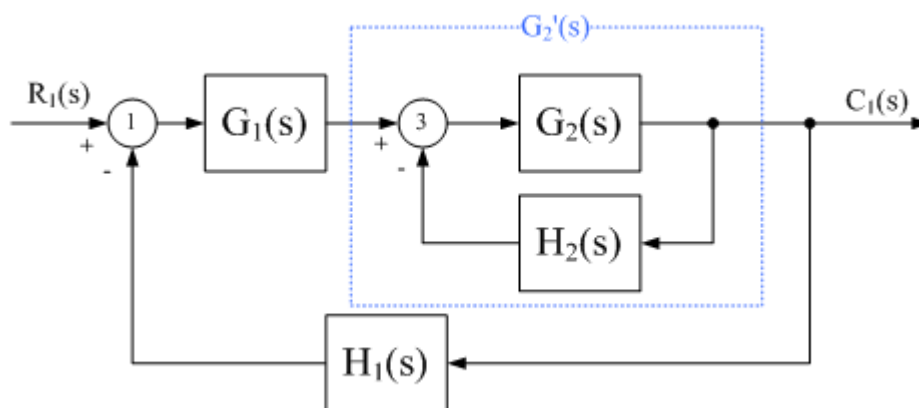 G₂'(s)
R₁(s)
C₁(s)
1
G₁(s)
3
G₂(s)
+
-
+
-
H₂(s)
H₁(s)